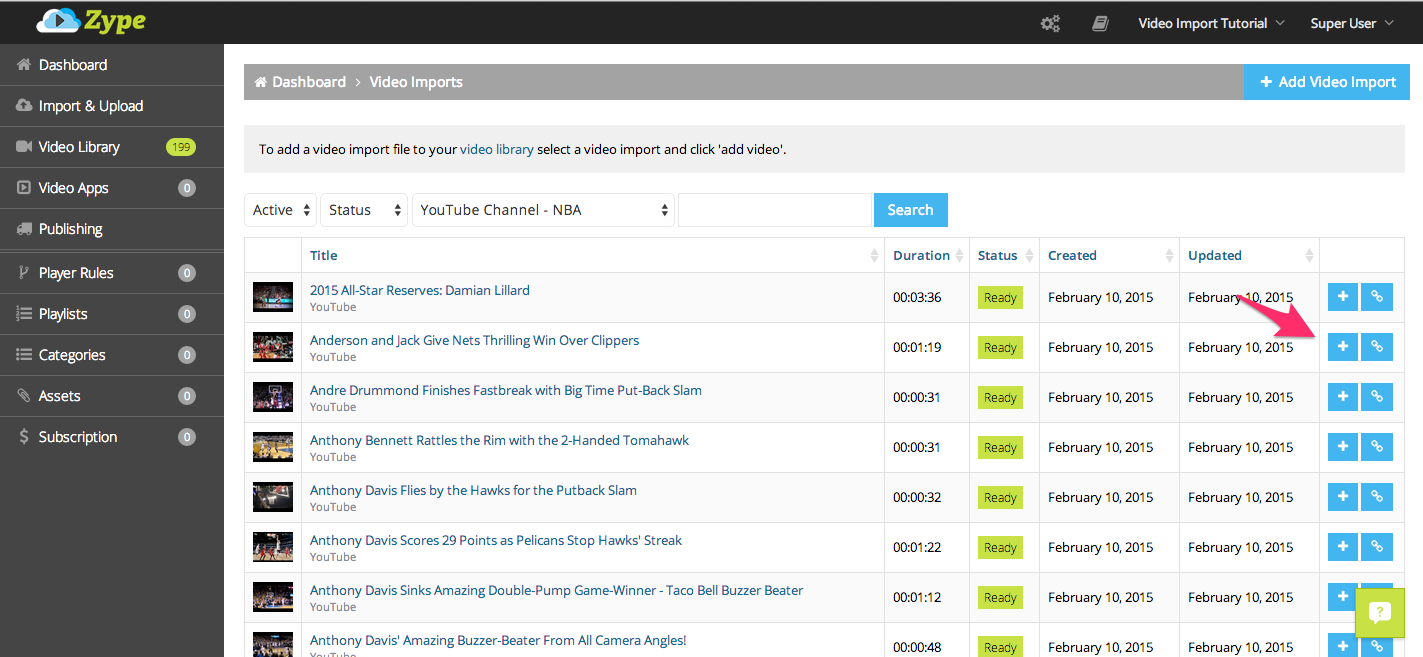 Zype
Video Import Tutorial Super User
Dashboard
Import & Upload
Video Library 199
Video Apps 0
Publishing
Player Rules 0
Playlists 0
Categories 0
Assets 0
Subscription 0
Dashboard > Video Imports
+ Add Video Import
To add a video import file to your video library select a video import and click 'add video'.
Active Status YouTube Channel - NBA Search
Title Duration Status Created Updated
2015 All-Star Reserves: Damian Lillard
YouTube
00:03:36 Ready February 10, 2015 February 10, 2015
Anderson and Jack Give Nets Thrilling Win Over Clippers
YouTube
00:01:19 Ready February 10, 2015 February 10, 2015
Andre Drummond Finishes Fastbreak with Big Time Put-Back Slam
YouTube
00:00:31 Ready February 10, 2015 February 10, 2015
Anthony Bennett Rattles the Rim with the 2-Handed Tomahawk
YouTube
00:00:31 Ready February 10, 2015 February 10, 2015
Anthony Davis Flies by the Hawks for the Putback Slam
YouTube
00:00:32 Ready February 10, 2015 February 10, 2015
Anthony Davis Scores 29 Points as Pelicans Stop Hawks' Streak
YouTube
00:01:22 Ready February 10, 2015 February 10, 2015
Anthony Davis Sinks Amazing Double-Pump Game-Winner - Taco Bell Buzzer Beater
YouTube
00:01:12 Ready February 10, 2015 February 10, 2015
Anthony Davis' Amazing Buzzer-Beater From All Camera Angles!
YouTube
00:00:48 Ready February 10, 2015 February 10, 2015